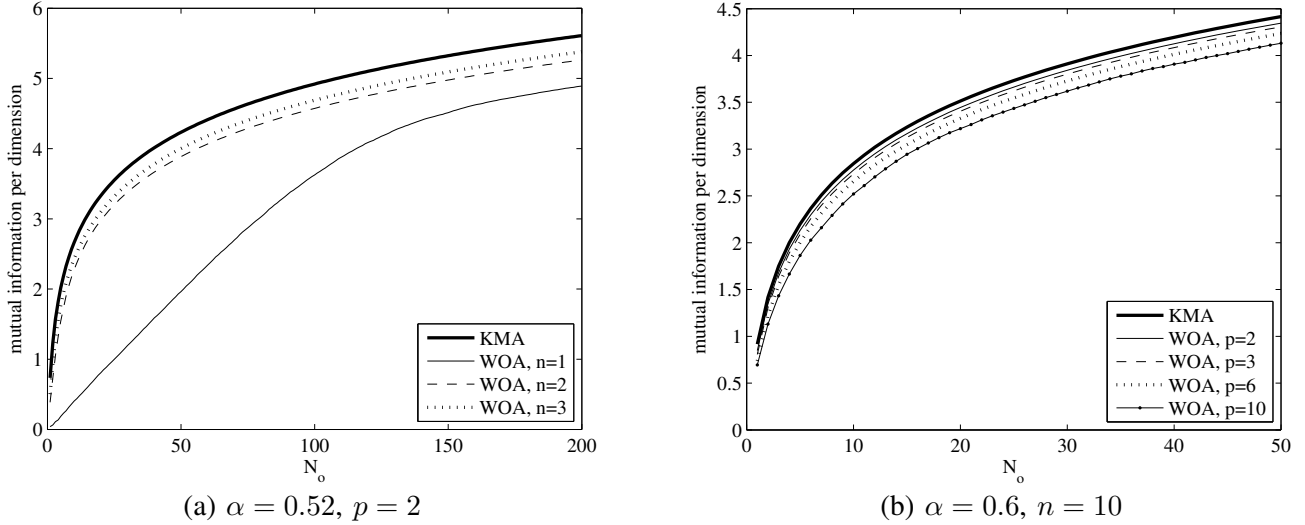 mutual information per dimension
6
5
4
3
2
1
0
0
50
100
150
200
N_o
KMA
WOA, n=1
WOA, n=2
WOA, n=3
(a) α = 0.52, p = 2
mutual information per dimension
4.5
4
3.5
3
2.5
2
1.5
1
0.5
0
0
10
20
30
40
50
N_o
KMA
WOA, p=2
WOA, p=3
WOA, p=6
WOA, p=10
(b) α = 0.6, n = 10